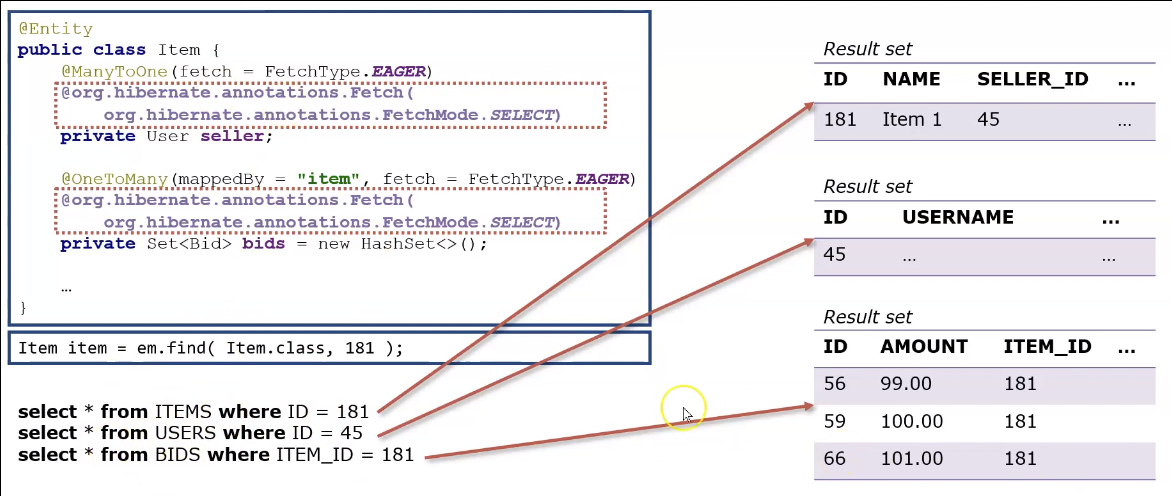 @Entity
public class Item {
@ManyToOne(fetch = FetchType.EAGER)
@org.hibernate.annotations.Fetch(
org.hibernate.annotations.FetchMode.SELECT)
private User seller;
@OneToMany(mappedBy = "item", fetch = FetchType.EAGER)
@org.hibernate.annotations.Fetch(
org.hibernate.annotations.FetchMode.SELECT)
private Set<Bid> bids = new HashSet<>();
…
}
Item item = em.find( Item.class, 181 );
select * from ITEMS where ID = 181
select * from USERS where ID = 45
select * from BIDS where ITEM_ID = 181
Result set
ID NAME SELLER_ID …
181 Item 1 45 …
Result set
ID USERNAME …
45 … …
Result set
ID AMOUNT ITEM_ID …
56 99.00 181
59 100.00 181
66 101.00 181